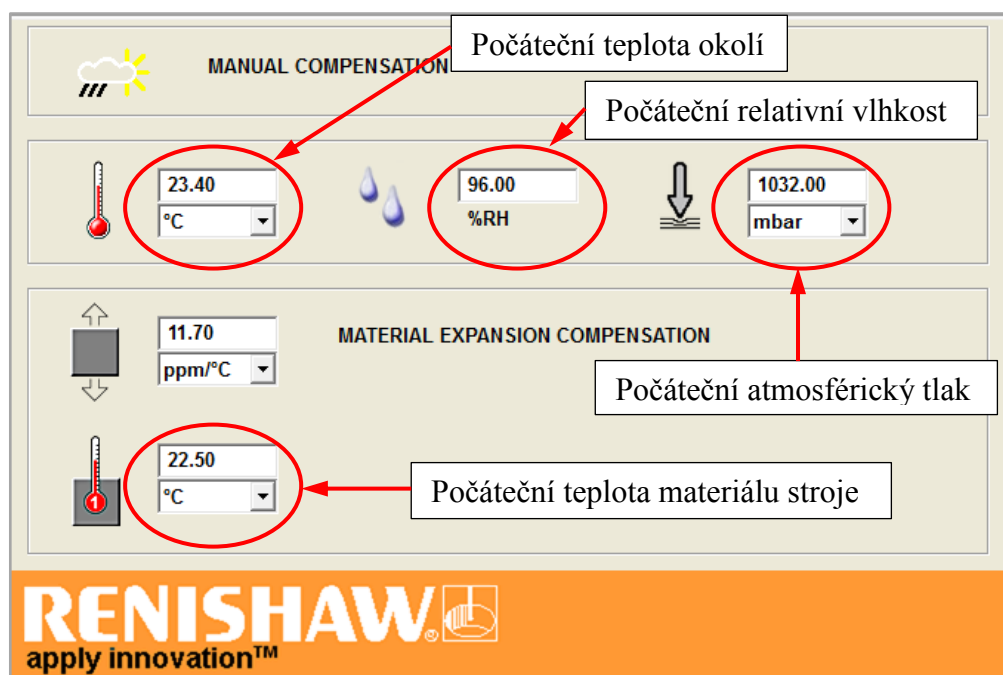 Počáteční teplota okolí
MANUAL COMPENSATION
Počáteční relativní vlhkost
23.40
°C
96.00
%RH
1032.00
mbar
11.70
ppm/°C
MATERIAL EXPANSION COMPENSATION
Počáteční atmosférický tlak
22.50
°C
1
Počáteční teplota materiálu stroje
RENISHAW®
apply innovation™